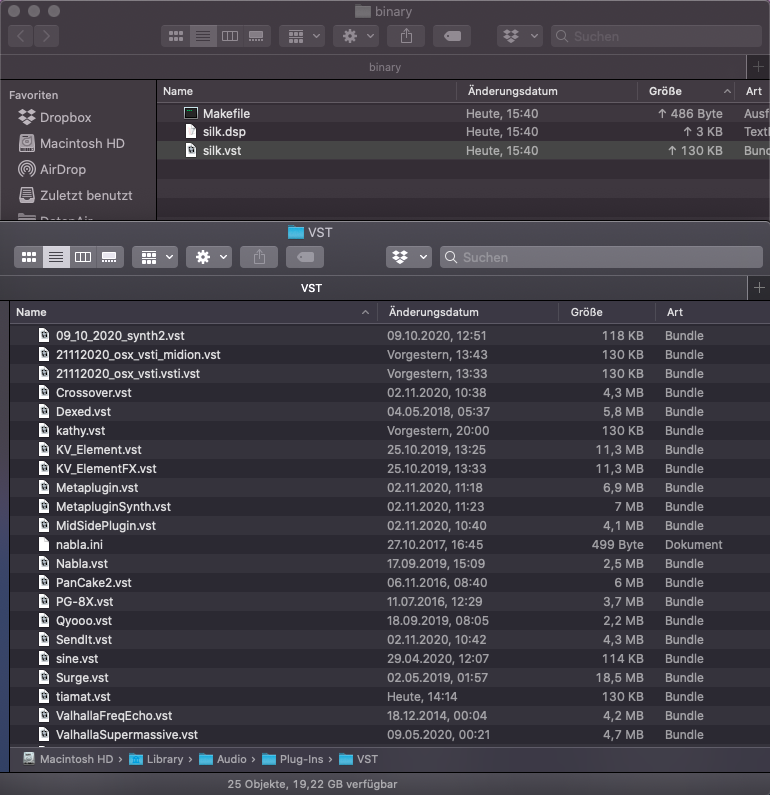 binary
Suchen
binary
Name Änderungsdatum Größe Art
Favoriten
Dropbox
Macintosh HD
AirDrop
Zuletzt benutzt
Makefile Heute, 15:40 ↑ 486 Byte Ausf
silk.dsp Heute, 15:40 ↑ 3 KB Textl
silk.vst Heute, 15:40 ↑ 130 KB Bund
VST
Suchen
VST
Name Änderungsdatum Größe Art
09_10_2020_synth2.vst 09.10.2020, 12:51 118 KB Bundle
21112020_osx_vsti_midion.vst Vorgestern, 13:43 130 KB Bundle
21112020_osx_vsti.vsti.vst Vorgestern, 13:33 130 KB Bundle
Crossover.vst 02.11.2020, 10:38 4,3 MB Bundle
Dexed.vst 04.05.2018, 05:37 5,8 MB Bundle
kathy.vst Vorgestern, 20:00 130 KB Bundle
KV_Element.vst 25.10.2019, 13:25 11,3 MB Bundle
KV_ElementFX.vst 25.10.2019, 13:33 11,3 MB Bundle
Metaplugin.vst 02.11.2020, 11:18 6,9 MB Bundle
MetapluginSynth.vst 02.11.2020, 11:23 7 MB Bundle
MidSidePlugin.vst 02.11.2020, 10:40 4,1 MB Bundle
nabla.ini 27.10.2017, 16:45 499 Byte Dokument
Nabla.vst 17.09.2019, 15:09 2,5 MB Bundle
PanCake2.vst 06.11.2016, 08:40 6 MB Bundle
PG-8X.vst 11.07.2016, 12:29 3,7 MB Bundle
Qyooo.vst 18.09.2019, 08:05 2,2 MB Bundle
SendIt.vst 02.11.2020, 10:42 4,3 MB Bundle
sine.vst 29.04.2020, 12:07 114 KB Bundle
Surge.vst 02.05.2019, 01:57 18,5 MB Bundle
tiamat.vst Heute, 14:14 130 KB Bundle
ValhallaFreqEcho.vst 18.12.2014, 00:04 4,2 MB Bundle
ValhallaSupermassive.vst 09.05.2020, 00:21 4,7 MB Bundle
Macintosh HD › Library › Audio › Plug-Ins › VST
25 Objekte, 19,22 GB verfügbar